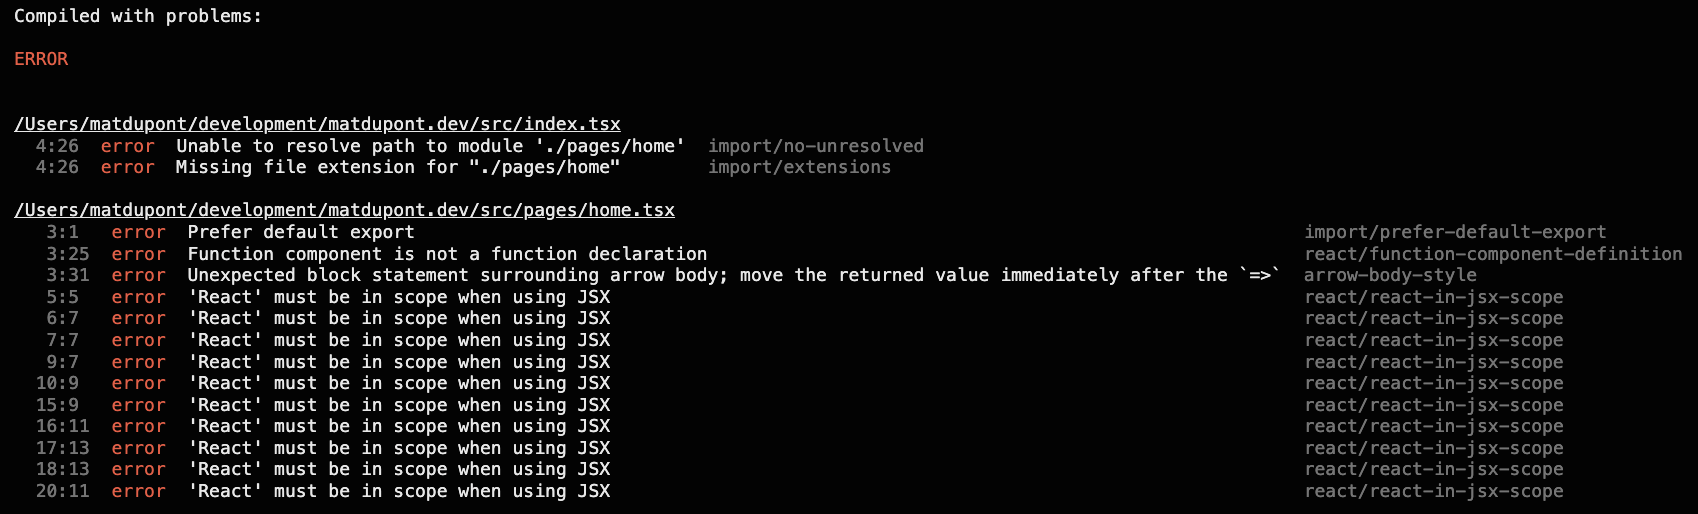 Compiled with problems:
ERROR
/Users/matdupont/development/matdupont.dev/src/index.tsx
4:26 error Unable to resolve path to module './pages/home' import/no-unresolved
4:26 error Missing file extension for "./pages/home" import/extensions
/Users/matdupont/development/matdupont.dev/src/pages/home.tsx
3:1 error Prefer default export import/prefer-default-export
3:25 error Function component is not a function declaration react/function-component-definition
3:31 error Unexpected block statement surrounding arrow body; move the returned value immediately after the `=>` arrow-body-style
5:5 error 'React' must be in scope when using JSX react/react-in-jsx-scope
6:7 error 'React' must be in scope when using JSX react/react-in-jsx-scope
7:7 error 'React' must be in scope when using JSX react/react-in-jsx-scope
9:7 error 'React' must be in scope when using JSX react/react-in-jsx-scope
10:9 error 'React' must be in scope when using JSX react/react-in-jsx-scope
15:9 error 'React' must be in scope when using JSX react/react-in-jsx-scope
16:11 error 'React' must be in scope when using JSX react/react-in-jsx-scope
17:13 error 'React' must be in scope when using JSX react/react-in-jsx-scope
18:13 error 'React' must be in scope when using JSX react/react-in-jsx-scope
20:11 error 'React' must be in scope when using JSX react/react-in-jsx-scope